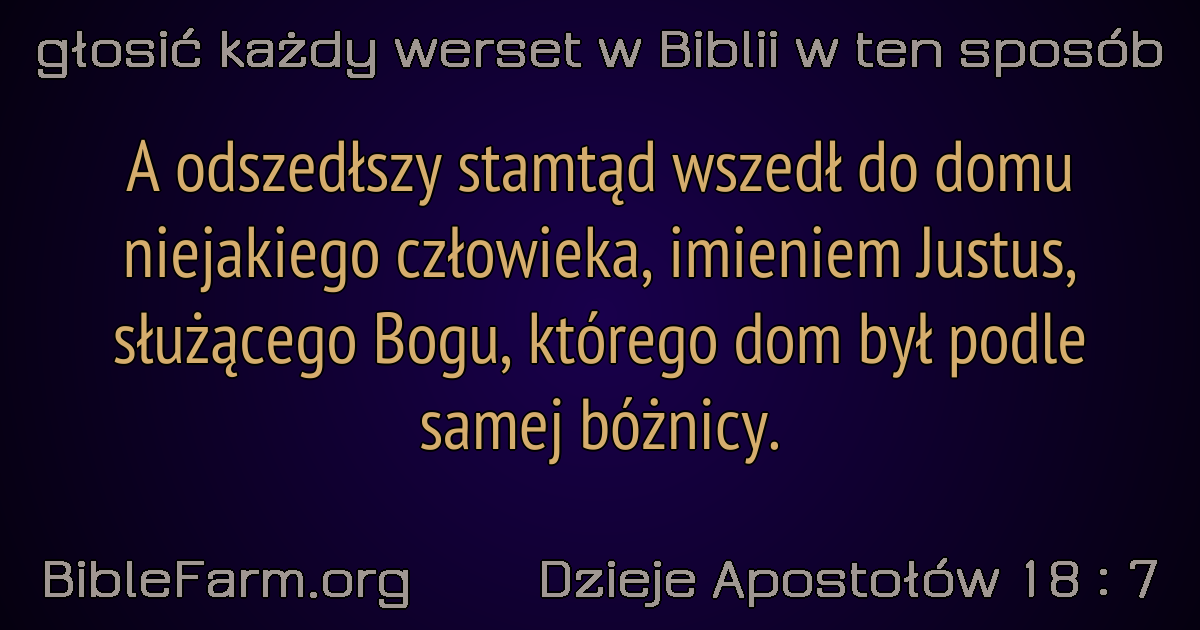 głosić każdy werset w Biblii w ten sposób
A odszedłszy stamtąd wszedł do domu
niejakiego człowieka, imieniem Justus,
służącego Bogu, którego dom był podle
samej bóżnicy.
BibleFarm.org
Dzieje Apostołów 18 : 7